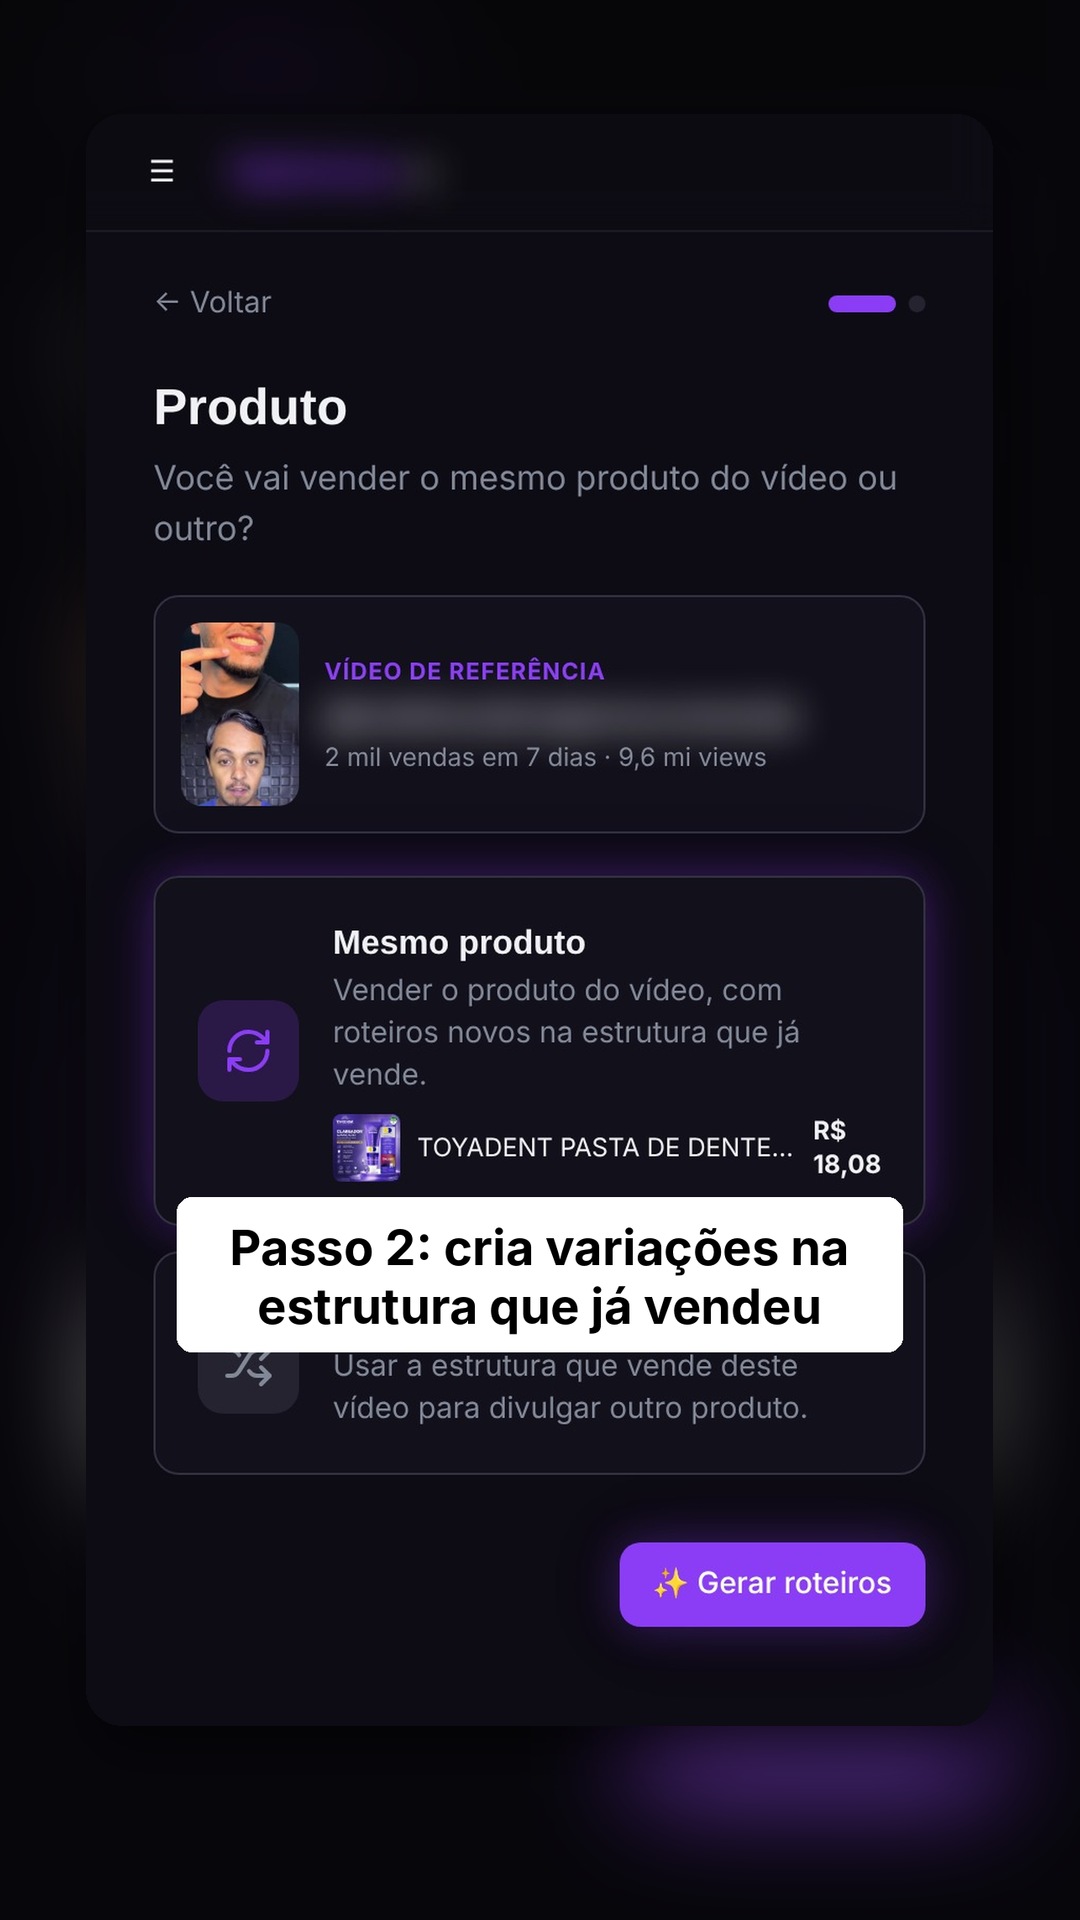 ← Voltar
Produto
Você vai vender o mesmo produto do vídeo ou
outro?
VÍDEO DE REFERÊNCIA
2 mil vendas em 7 dias · 9,6 mi views
Mesmo produto
Vender o produto do vídeo, com
roteiros novos na estrutura que já
vende.
TOYADENT PASTA DE DENTE...
R$
18,08
Passo 2: cria variações na
estrutura que já vendeu
Usar a estrutura que vende deste
vídeo para divulgar outro produto.
✨ Gerar roteiros